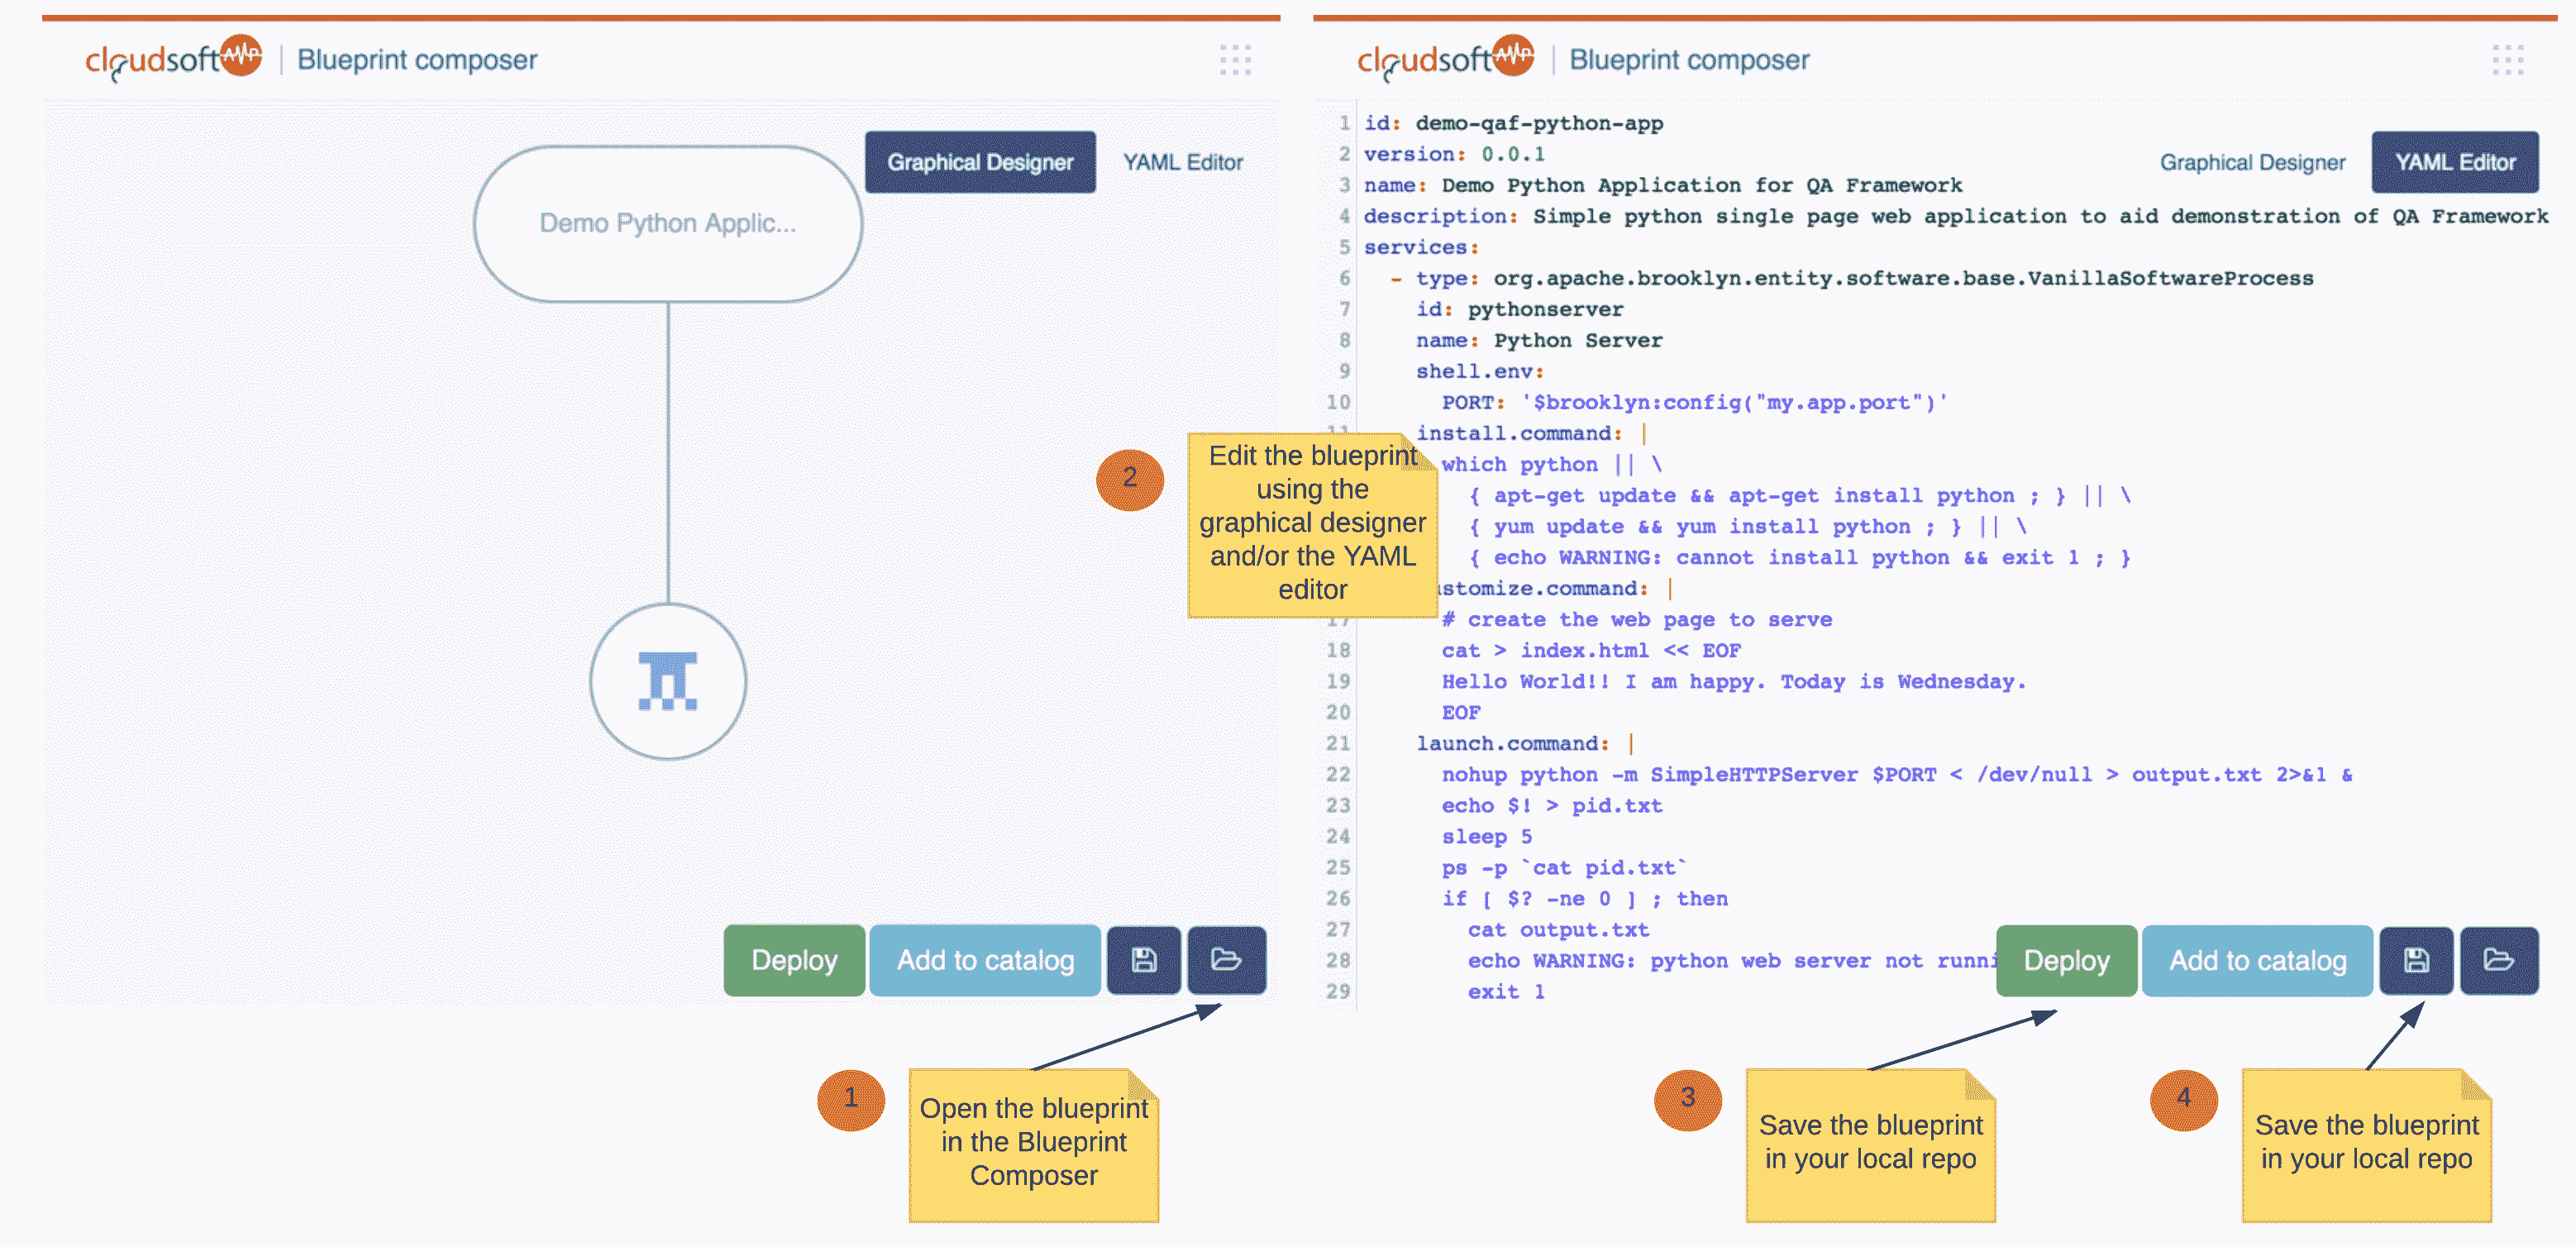 cloudsoft AMP | Blueprint composer
Graphical Designer
YAML Editor
Demo Python Applic...
Deploy
Add to catalog
1
Open the blueprint
in the Blueprint
Composer
2
Edit the blueprint
using the
graphical designer
and/or the YAML
editor
cloudsoft AMP | Blueprint composer
Graphical Designer
YAML Editor
1 id: demo-qaf-python-app
2 version: 0.0.1
3 name: Demo Python Application for QA Framework
4 description: Simple python single page web application to aid demonstration of QA Framework
5 services:
6 - type: org.apache.brooklyn.entity.software.base.VanillaSoftwareProcess
7 id: pythonserver
8 name: Python Server
9 shell.env:
10 PORT: '$brooklyn:config("my.app.port")'
11 install.command: |
which python || \
{ apt-get update && apt-get install python ; } || \
{ yum update && yum install python ; } || \
{ echo WARNING: cannot install python && exit 1 ; }
stomize.command: |
17 # create the web page to serve
18 cat > index.html << EOF
19 Hello World!! I am happy. Today is Wednesday.
20 EOF
21 launch.command: |
22 nohup python -m SimpleHTTPServer $PORT < /dev/null > output.txt 2>&1 &
23 echo $! > pid.txt
24 sleep 5
25 ps -p `cat pid.txt`
26 if [ $? -ne 0 ] ; then
27 cat output.txt
28 echo WARNING: python web server not runni
29 exit 1
Deploy
Add to catalog
3
Save the blueprint
in your local repo
4
Save the blueprint
in your local repo